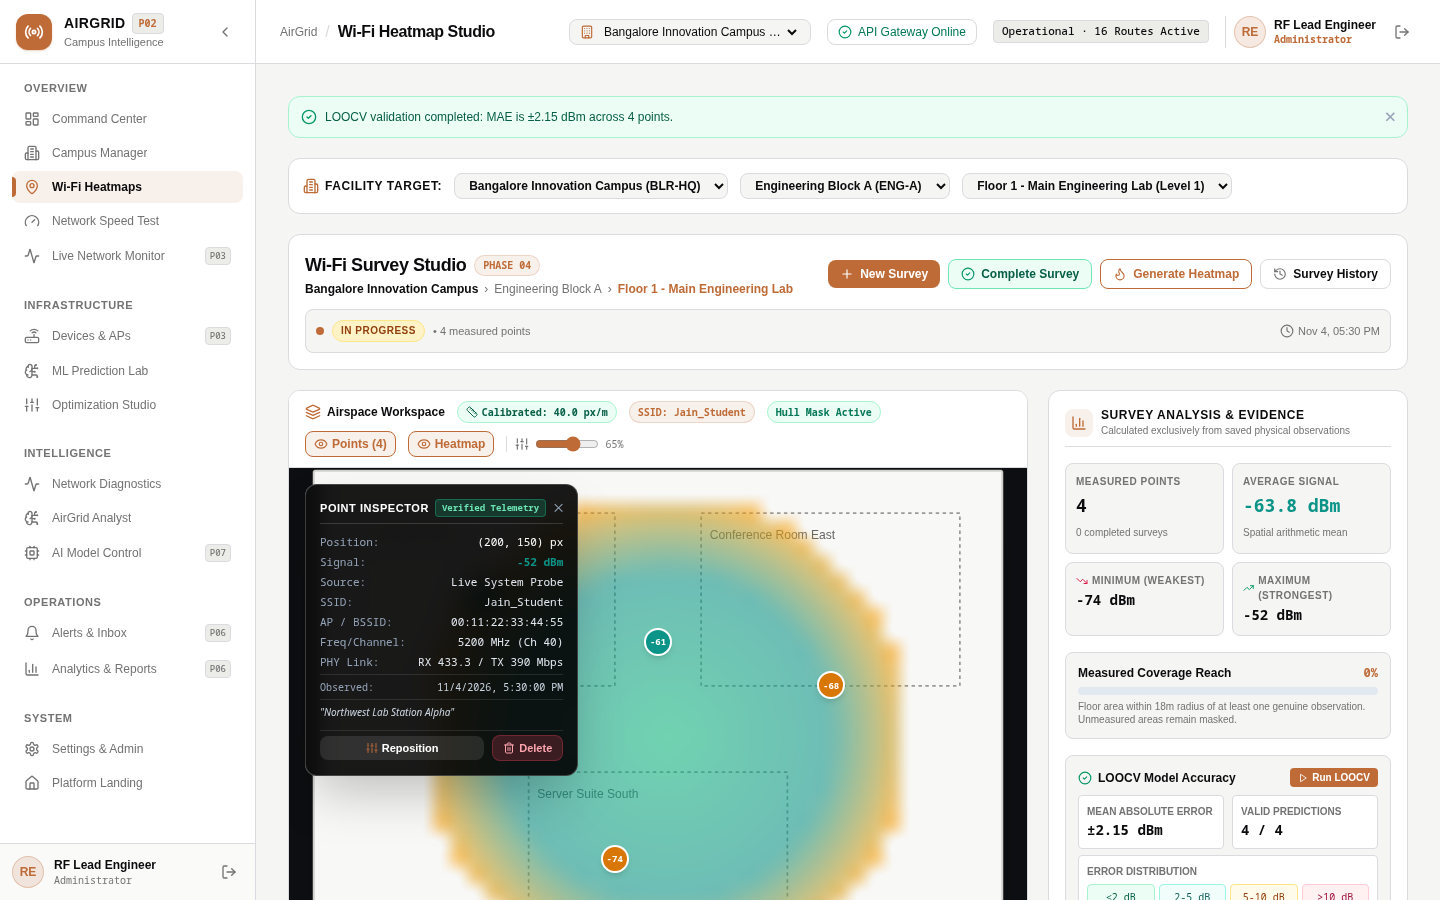 AIRGRID P02
Campus Intelligence
OVERVIEW
Command Center
Campus Manager
Wi-Fi Heatmaps
Network Speed Test
Live Network Monitor P03
INFRASTRUCTURE
Devices & APs P03
ML Prediction Lab
Optimization Studio
INTELLIGENCE
Network Diagnostics
AirGrid Analyst
AI Model Control P07
OPERATIONS
Alerts & Inbox P06
Analytics & Reports P06
SYSTEM
Settings & Admin
Platform Landing
RE RF Lead Engineer
Administrator
AirGrid / Wi-Fi Heatmap Studio
Bangalore Innovation Campus ...
API Gateway Online
Operational · 16 Routes Active
RE RF Lead Engineer
Administrator
LOOCV validation completed: MAE is ±2.15 dBm across 4 points.
FACILITY TARGET: Bangalore Innovation Campus (BLR-HQ) Engineering Block A (ENG-A) Floor 1 - Main Engineering Lab (Level 1)
Wi-Fi Survey Studio PHASE 04
Bangalore Innovation Campus › Engineering Block A › Floor 1 - Main Engineering Lab
New Survey Complete Survey Generate Heatmap Survey History
IN PROGRESS • 4 measured points Nov 4, 05:30 PM
Airspace Workspace Calibrated: 40.0 px/m SSID: Jain_Student Hull Mask Active
Points (4) Heatmap 65%
POINT INSPECTOR Verified Telemetry
Position: (200, 150) px
Signal: -52 dBm
Source: Live System Probe
SSID: Jain_Student
AP / BSSID: 00:11:22:33:44:55
Freq/Channel: 5200 MHz (Ch 40)
PHY Link: RX 433.3 / TX 390 Mbps
Observed: 11/4/2026, 5:30:00 PM
"Northwest Lab Station Alpha"
Reposition Delete
Conference Room East
-61
-68
Server Suite South
-74
SURVEY ANALYSIS & EVIDENCE
Calculated exclusively from saved physical observations
MEASURED POINTS
4
0 completed surveys
AVERAGE SIGNAL
-63.8 dBm
Spatial arithmetic mean
MINIMUM (WEAKEST)
-74 dBm
MAXIMUM
(STRONGEST)
-52 dBm
Measured Coverage Reach 0%
Floor area within 18m radius of at least one genuine observation.
Unmeasured areas remain masked.
LOOCV Model Accuracy Run LOOCV
MEAN ABSOLUTE ERROR
±2.15 dBm
VALID PREDICTIONS
4 / 4
ERROR DISTRIBUTION
<2 dB 2-5 dB 5-10 dB >10 dB